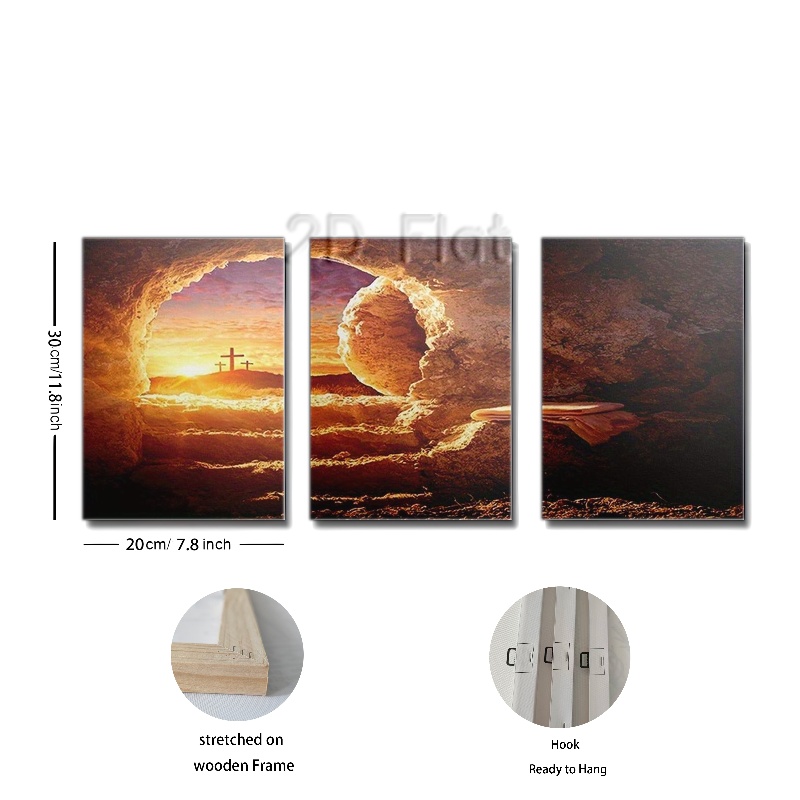 2D Flat
30cm/11.8inch
20cm/ 7.8 inch
stretched on
wooden Frame
Hook
Ready to Hang